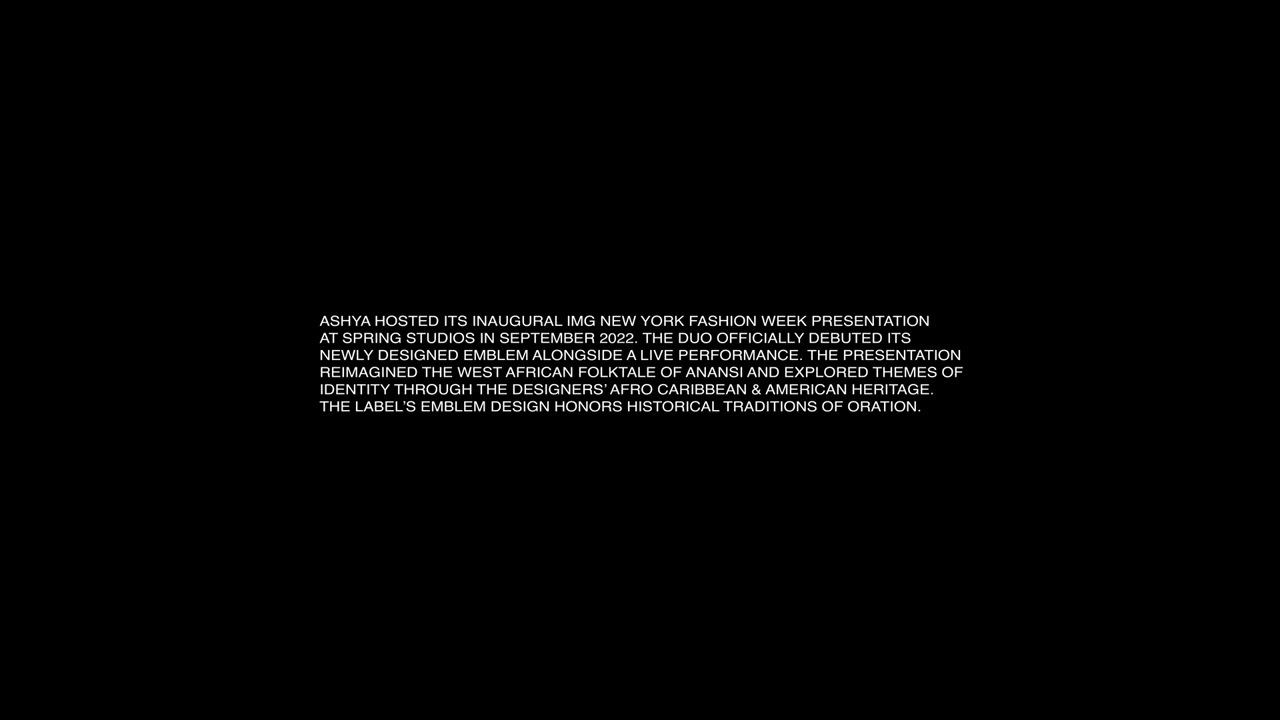 ASHYA HOSTED ITS INAUGURAL IMG NEW YORK FASHION WEEK PRESENTATION
AT SPRING STUDIOS IN SEPTEMBER 2022. THE DUO OFFICIALLY DEBUTED ITS
NEWLY DESIGNED EMBLEM ALONGSIDE A LIVE PERFORMANCE. THE PRESENTATION
REIMAGINED THE WEST AFRICAN FOLKTALE OF ANANSI AND EXPLORED THEMES OF
IDENTITY THROUGH THE DESIGNERS’ AFRO CARIBBEAN & AMERICAN HERITAGE.
THE LABEL’S EMBLEM DESIGN HONORS HISTORICAL TRADITIONS OF ORATION.